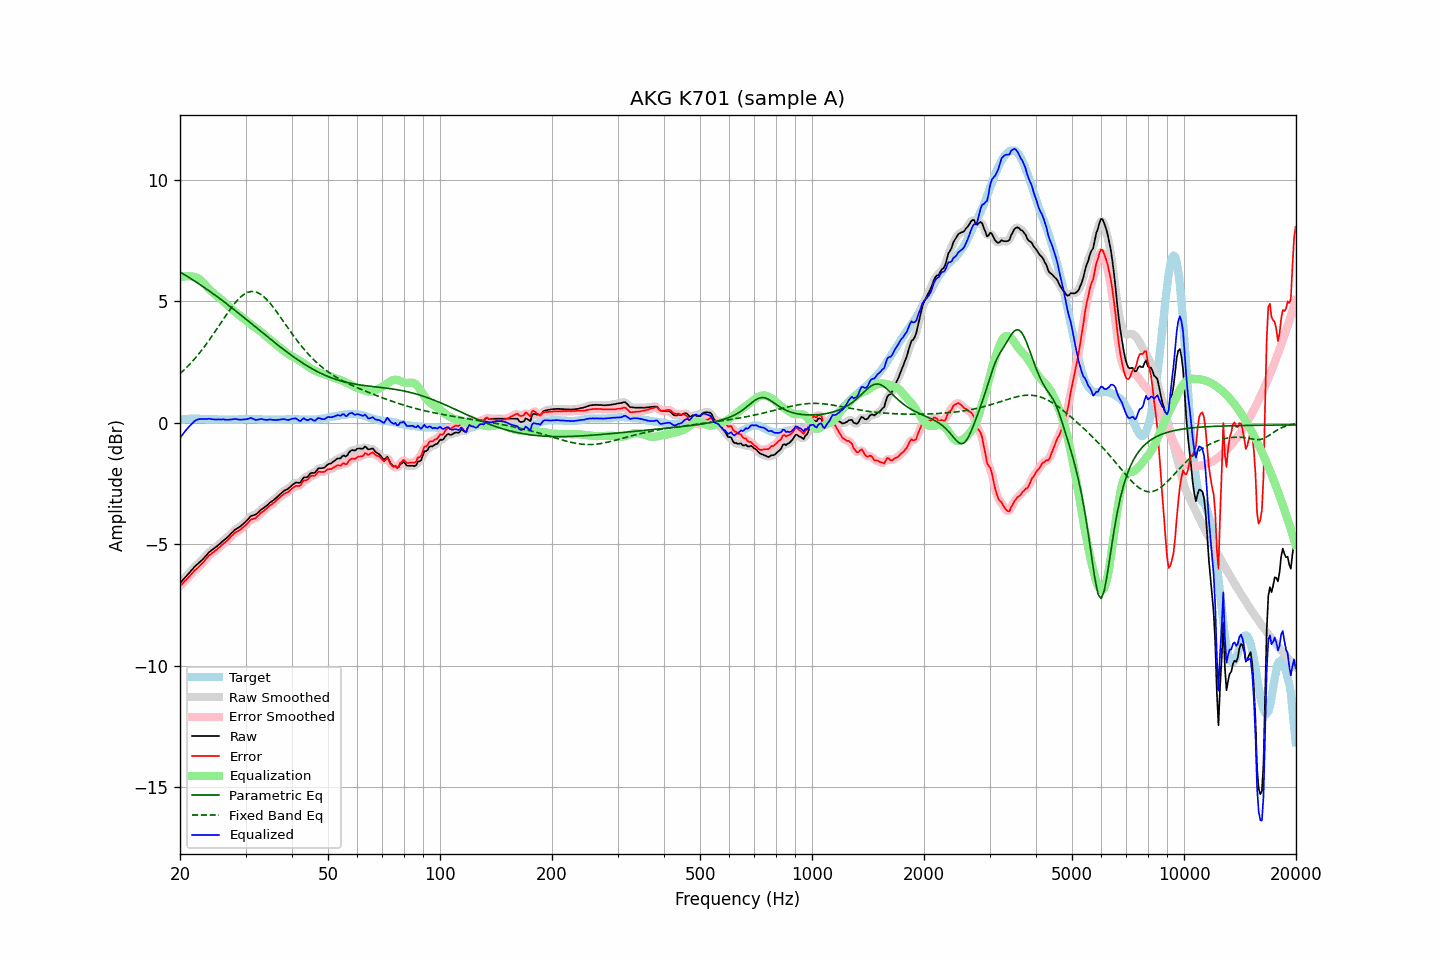 AKG K701 (sample A)
10
5
0
−5
−10
−15
Amplitude (dBr)
Target
Raw Smoothed
Error Smoothed
Raw
Error
Equalization
Parametric Eq
Fixed Band Eq
Equalized
20 50 100 200 500 1000 2000 5000 10000 20000
Frequency (Hz)